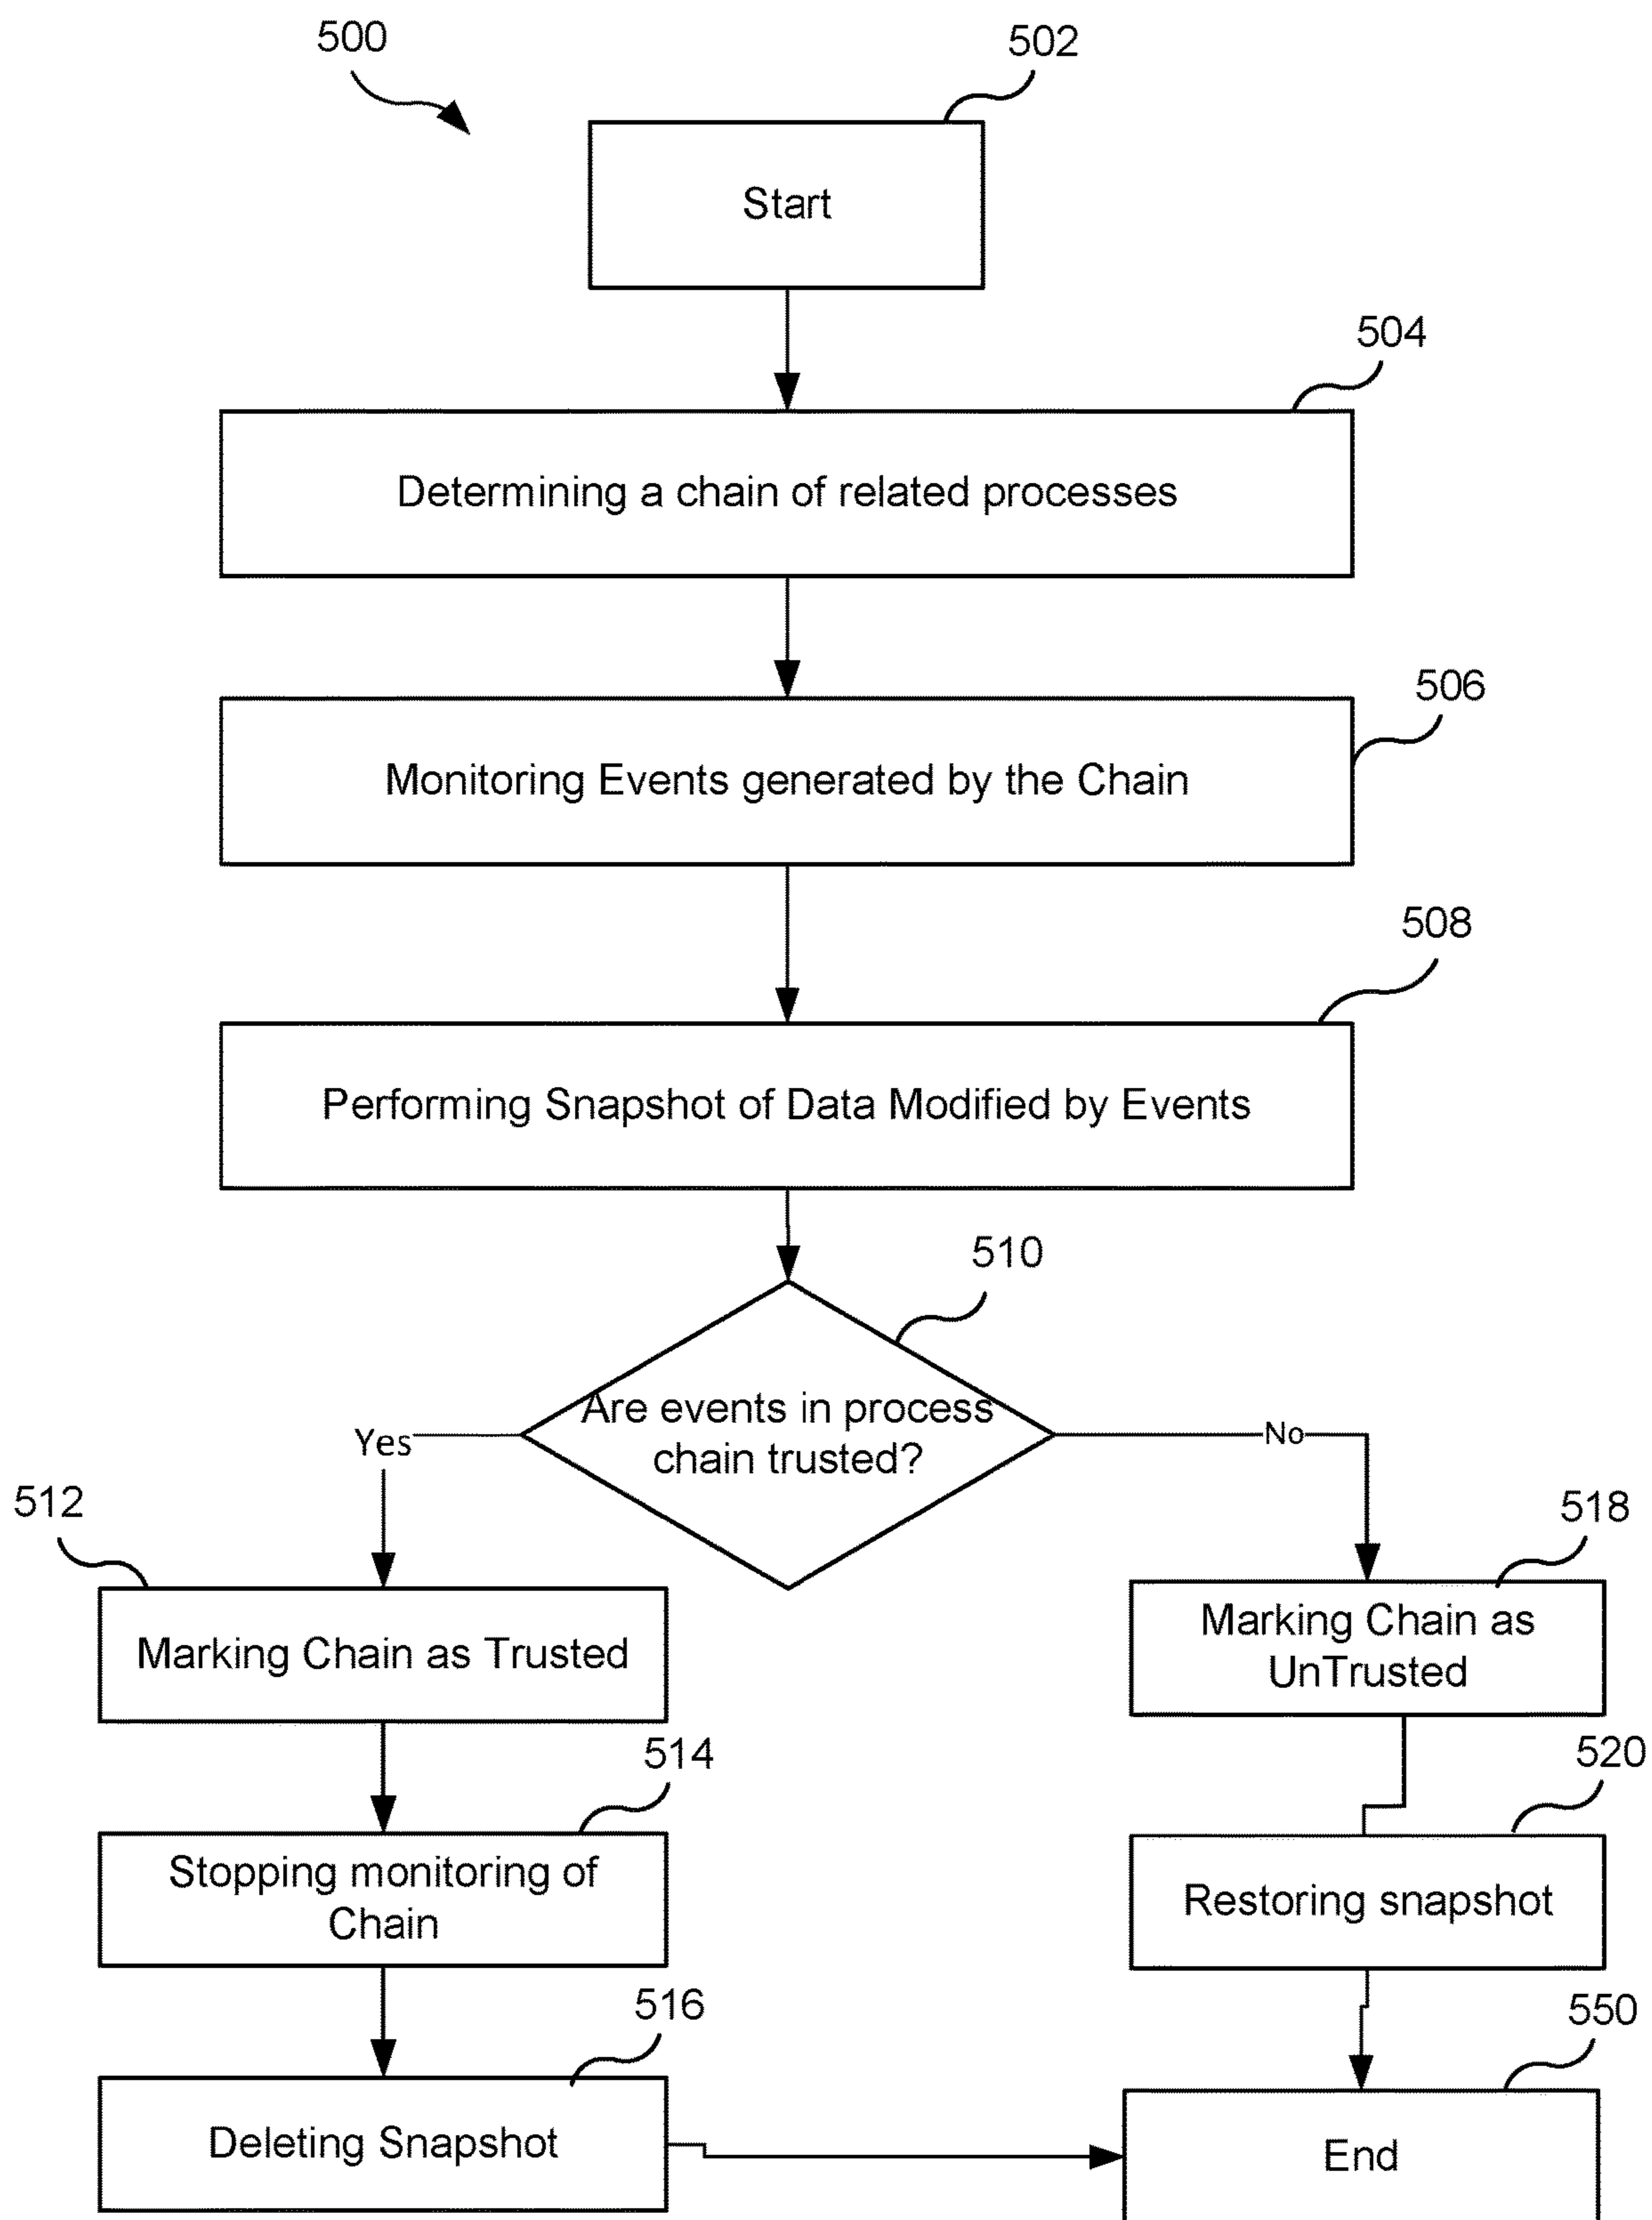 500
502
Start
504
Determining a chain of related processes
506
Monitoring Events generated by the Chain
508
Performing Snapshot of Data Modified by Events
510
Are events in process
chain trusted?
Yes
No
512
Marking Chain as Trusted
518
Marking Chain as
UnTrusted
514
Stopping monitoring of
Chain
520
Restoring snapshot
516
Deleting Snapshot
550
End